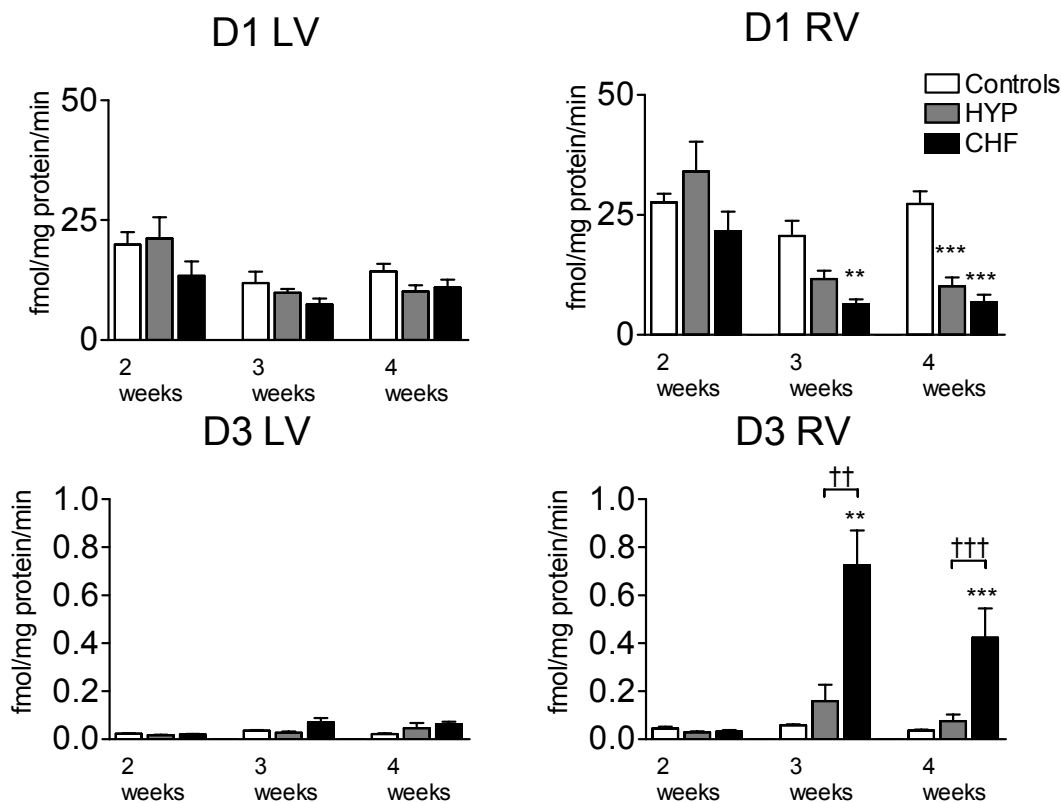 D1 LV
fmol/mg protein/min
50
25
0
2
weeks
3
weeks
4
weeks
D1 RV
fmol/mg protein/min
50
25
0
Controls
HYP
CHF
**
***
***
2
weeks
3
weeks
4
weeks
D3 LV
fmol/mg protein/min
1.0
0.8
0.6
0.4
0.2
0.0
2
weeks
3
weeks
4
weeks
D3 RV
fmol/mg protein/min
1.0
0.8
0.6
0.4
0.2
0.0
††
**
†††
***
2
weeks
3
weeks
4
weeks